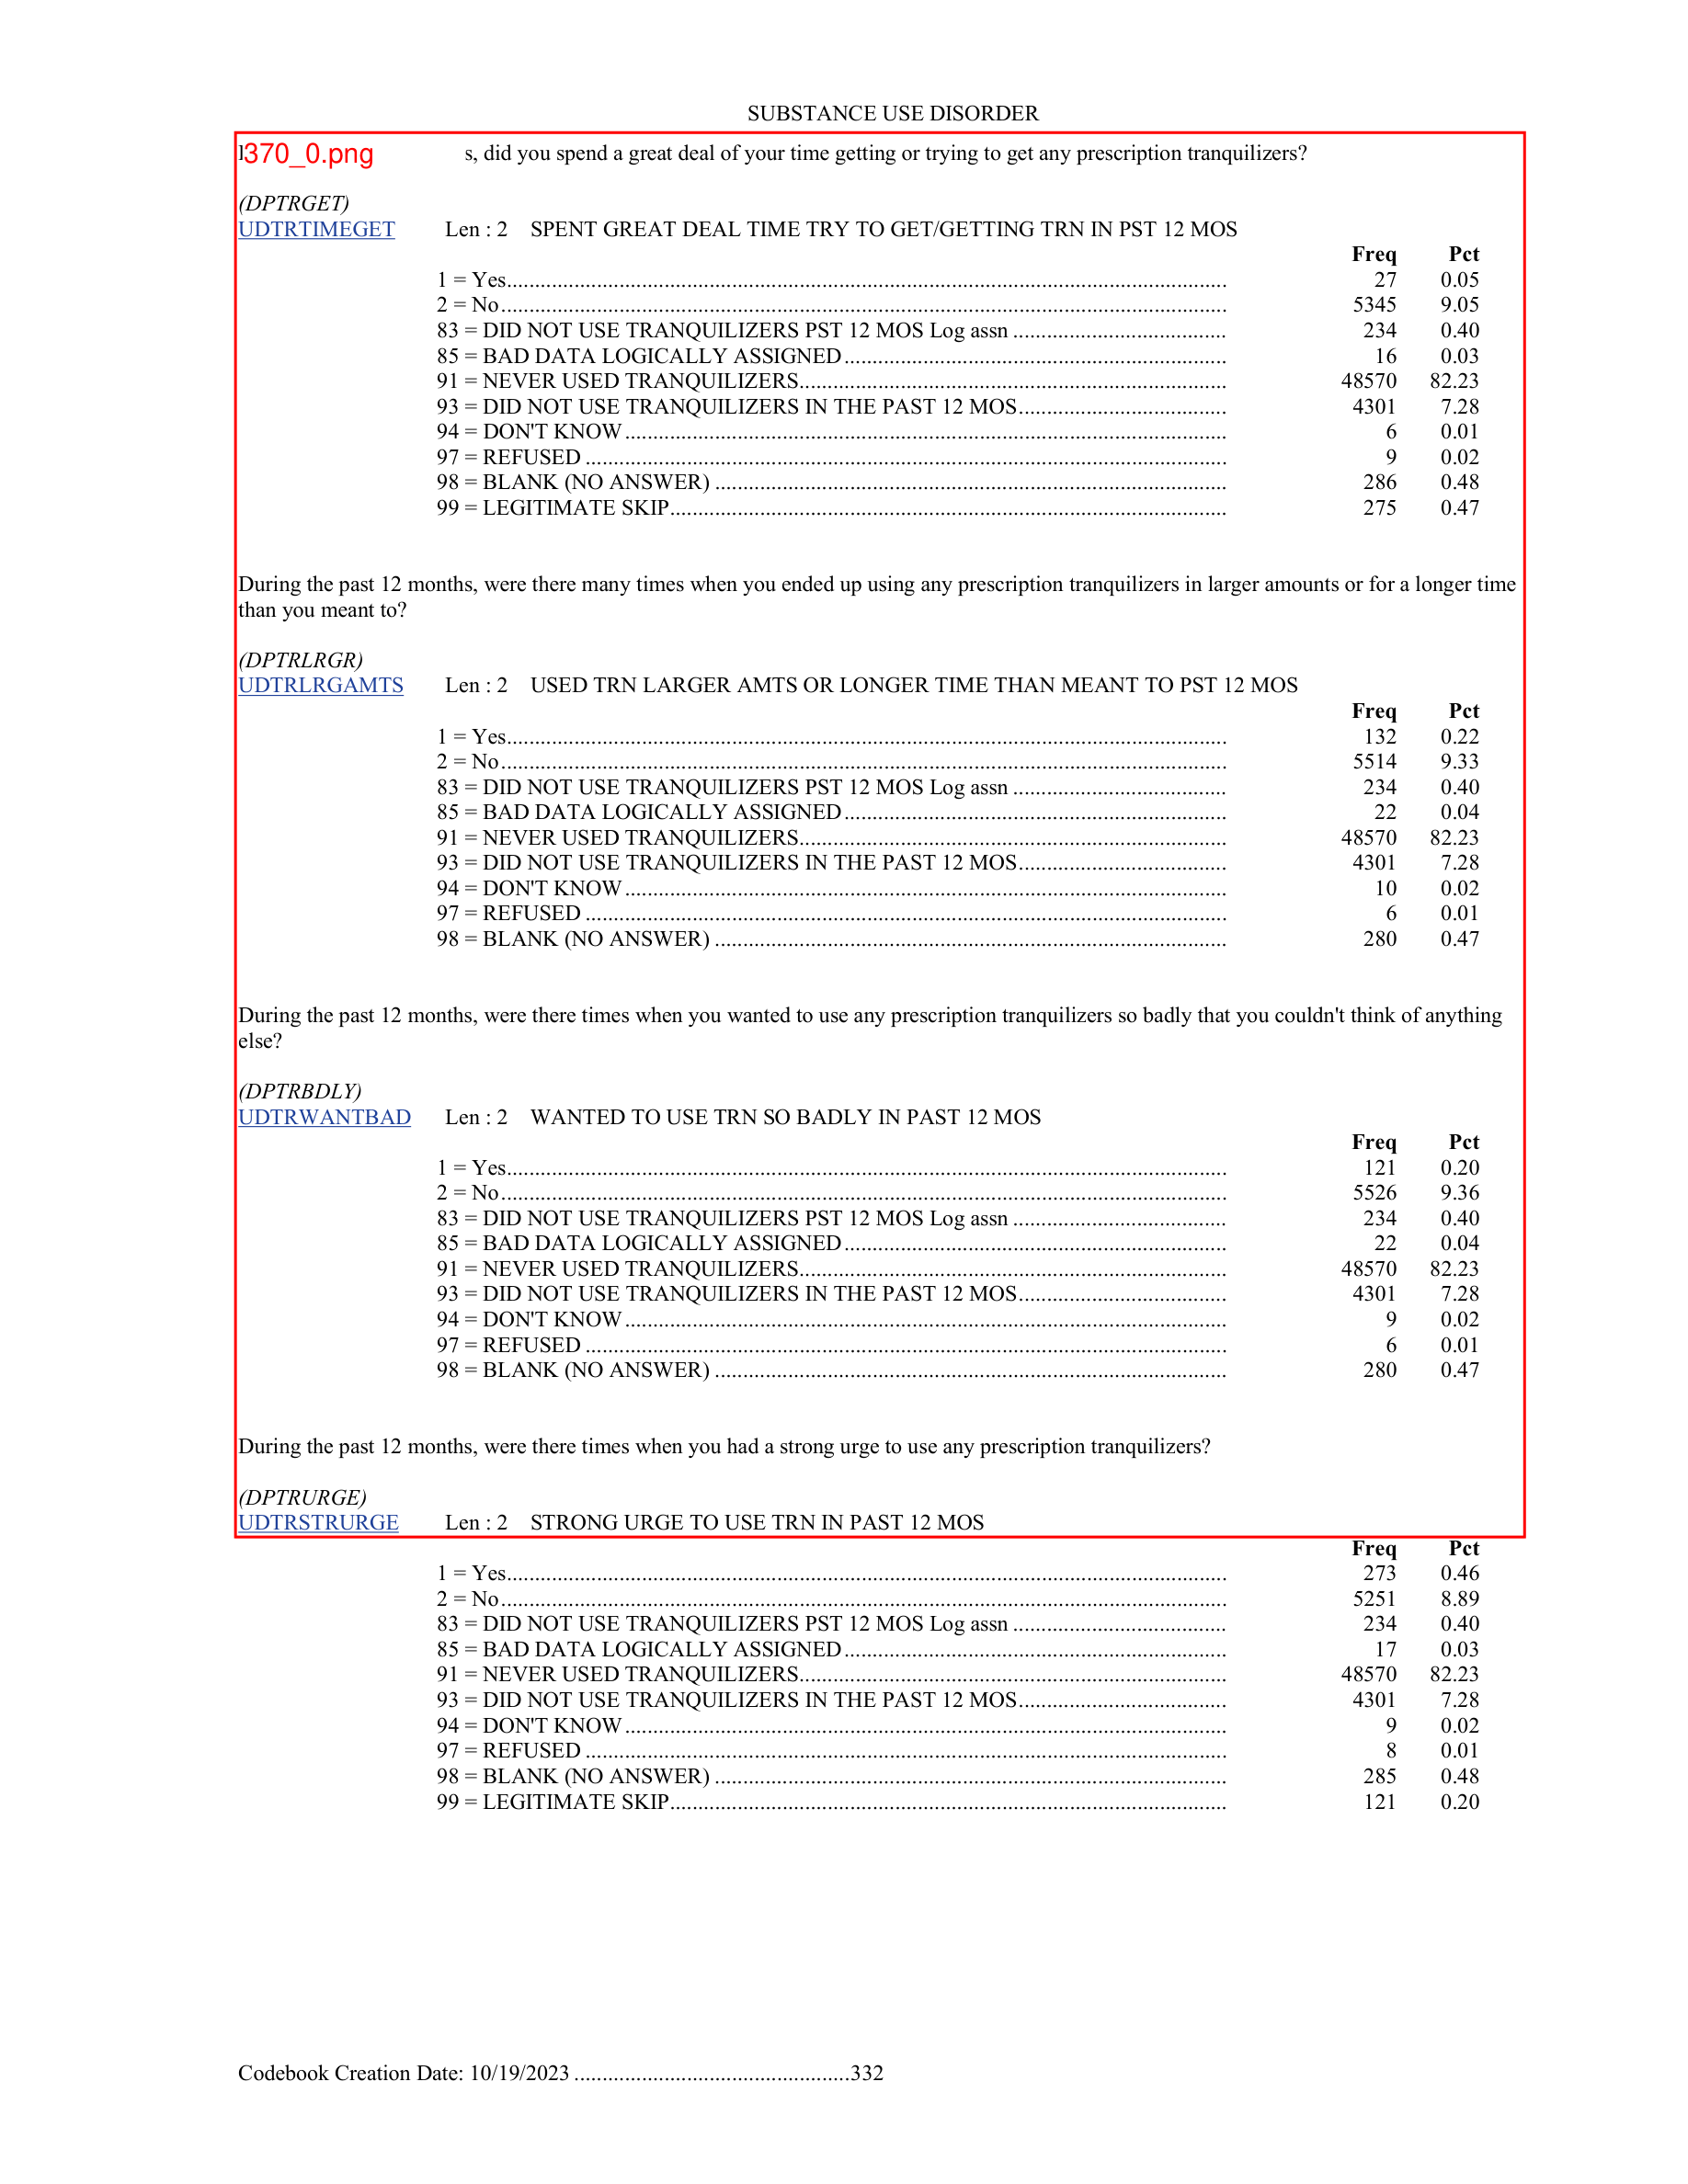 SUBSTANCE USE DISORDER
370_0.png s, did you spend a great deal of your time getting or trying to get any prescription tranquilizers?
(DPTRGET)
UDTRTIMEGET Len : 2 SPENT GREAT DEAL TIME TRY TO GET/GETTING TRN IN PST 12 MOS
Freq Pct
1 = Yes 27 0.05
2 = No 5345 9.05
83 = DID NOT USE TRANQUILIZERS PST 12 MOS Log assn 234 0.40
85 = BAD DATA LOGICALLY ASSIGNED 16 0.03
91 = NEVER USED TRANQUILIZERS 48570 82.23
93 = DID NOT USE TRANQUILIZERS IN THE PAST 12 MOS 4301 7.28
94 = DON'T KNOW 6 0.01
97 = REFUSED 9 0.02
98 = BLANK (NO ANSWER) 286 0.48
99 = LEGITIMATE SKIP 275 0.47
During the past 12 months, were there many times when you ended up using any prescription tranquilizers in larger amounts or for a longer time
than you meant to?
(DPTRLRGR)
UDTRLRGAMTS Len : 2 USED TRN LARGER AMTS OR LONGER TIME THAN MEANT TO PST 12 MOS
Freq Pct
1 = Yes 132 0.22
2 = No 5514 9.33
83 = DID NOT USE TRANQUILIZERS PST 12 MOS Log assn 234 0.40
85 = BAD DATA LOGICALLY ASSIGNED 22 0.04
91 = NEVER USED TRANQUILIZERS 48570 82.23
93 = DID NOT USE TRANQUILIZERS IN THE PAST 12 MOS 4301 7.28
94 = DON'T KNOW 10 0.02
97 = REFUSED 6 0.01
98 = BLANK (NO ANSWER) 280 0.47
During the past 12 months, were there times when you wanted to use any prescription tranquilizers so badly that you couldn't think of anything
else?
(DPTRBDLY)
UDTRWANTBAD Len : 2 WANTED TO USE TRN SO BADLY IN PAST 12 MOS
Freq Pct
1 = Yes 121 0.20
2 = No 5526 9.36
83 = DID NOT USE TRANQUILIZERS PST 12 MOS Log assn 234 0.40
85 = BAD DATA LOGICALLY ASSIGNED 22 0.04
91 = NEVER USED TRANQUILIZERS 48570 82.23
93 = DID NOT USE TRANQUILIZERS IN THE PAST 12 MOS 4301 7.28
94 = DON'T KNOW 9 0.02
97 = REFUSED 6 0.01
98 = BLANK (NO ANSWER) 280 0.47
During the past 12 months, were there times when you had a strong urge to use any prescription tranquilizers?
(DPTRURGE)
UDTRSTRURGE Len : 2 STRONG URGE TO USE TRN IN PAST 12 MOS
Freq Pct
1 = Yes 273 0.46
2 = No 5251 8.89
83 = DID NOT USE TRANQUILIZERS PST 12 MOS Log assn 234 0.40
85 = BAD DATA LOGICALLY ASSIGNED 17 0.03
91 = NEVER USED TRANQUILIZERS 48570 82.23
93 = DID NOT USE TRANQUILIZERS IN THE PAST 12 MOS 4301 7.28
94 = DON'T KNOW 9 0.02
97 = REFUSED 8 0.01
98 = BLANK (NO ANSWER) 285 0.48
99 = LEGITIMATE SKIP 121 0.20
Codebook Creation Date: 10/19/2023 332